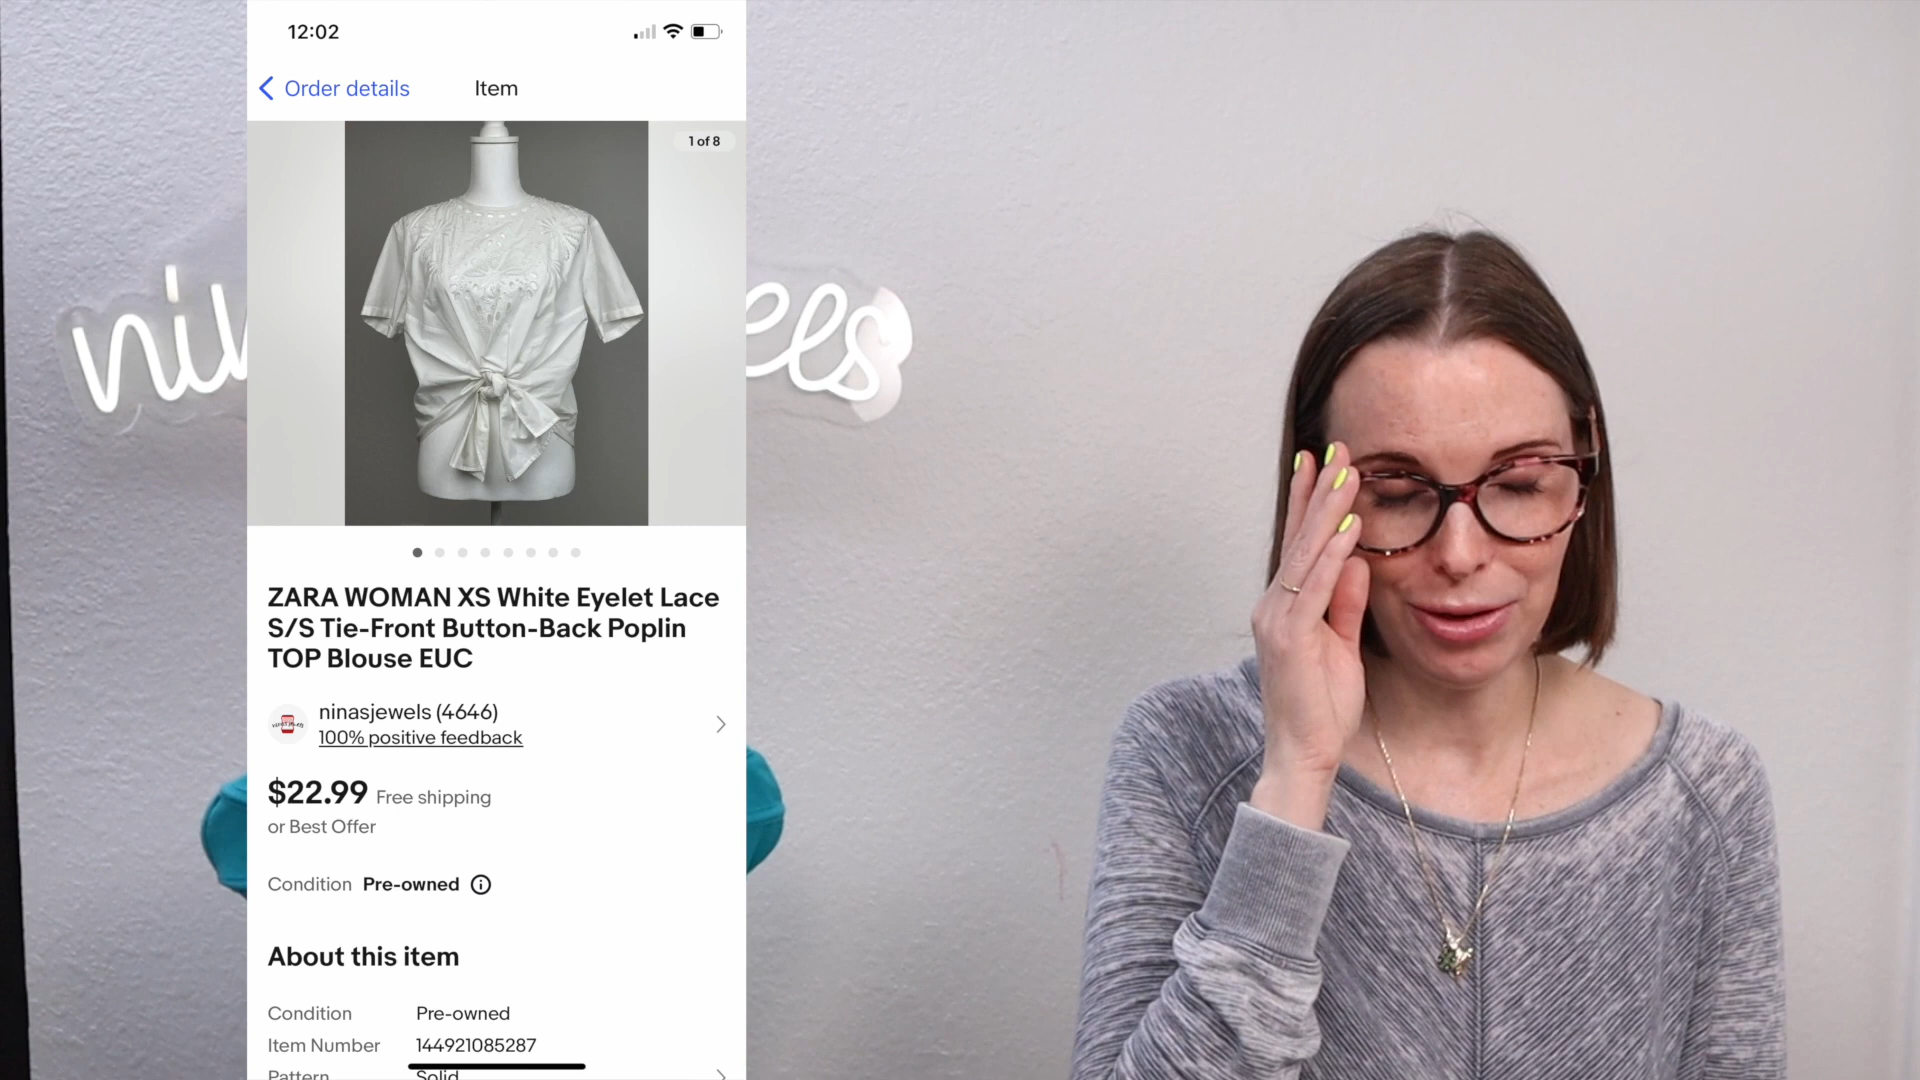 12:02
Order details
Item
1 of 8
ZARA WOMAN XS White Eyelet Lace
S/S Tie-Front Button-Back Poplin
TOP Blouse EUC
ninasjewels (4646)
100% positive feedback
$22.99 Free shipping
or Best Offer
Condition Pre-owned
About this item
Condition Pre-owned
Item Number 144921085287
Pattern Solid
els